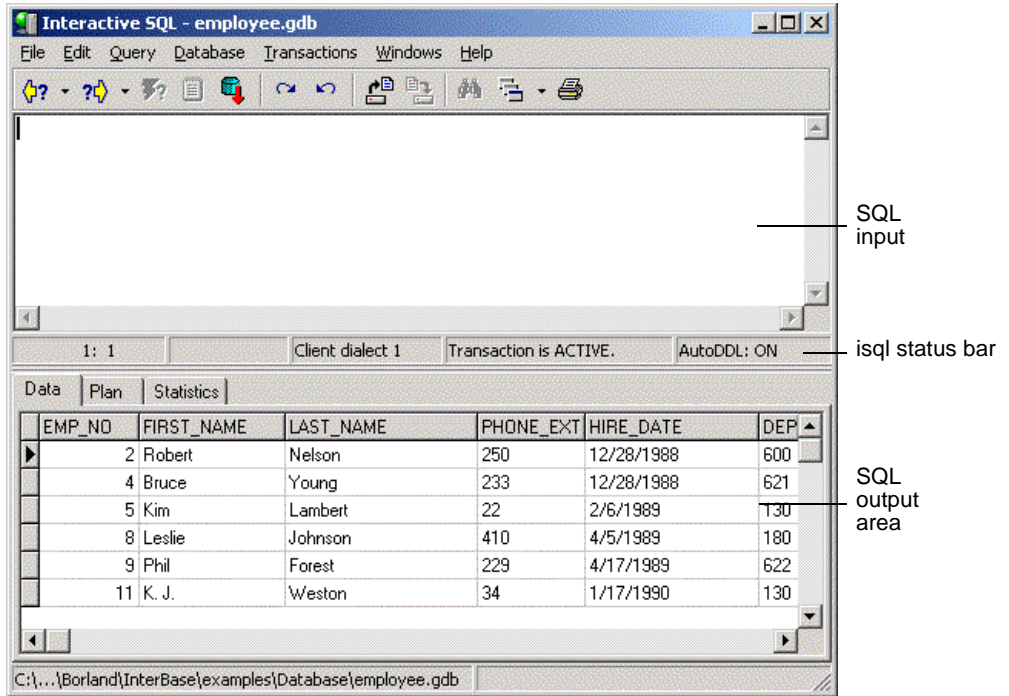 Interactive SQL - employee.gdb
File Edit Query Database Transactions Windows Help
SQL
input
1: 1 Client dialect 1 Transaction is ACTIVE. AutoDDL: ON
isql status bar
Data Plan Statistics
EMP_NO FIRST_NAME LAST_NAME PHONE_EXT HIRE_DATE DEP
2 Robert Nelson 250 12/28/1988 600
4 Bruce Young 233 12/28/1988 621
5 Kim Lambert 22 2/6/1989 130
8 Leslie Johnson 410 4/5/1989 180
9 Phil Forest 229 4/17/1989 622
11 K. J. Weston 34 1/17/1990 130
SQL
output
area
C:\...\Borland\InterBase\examples\Database\employee.gdb